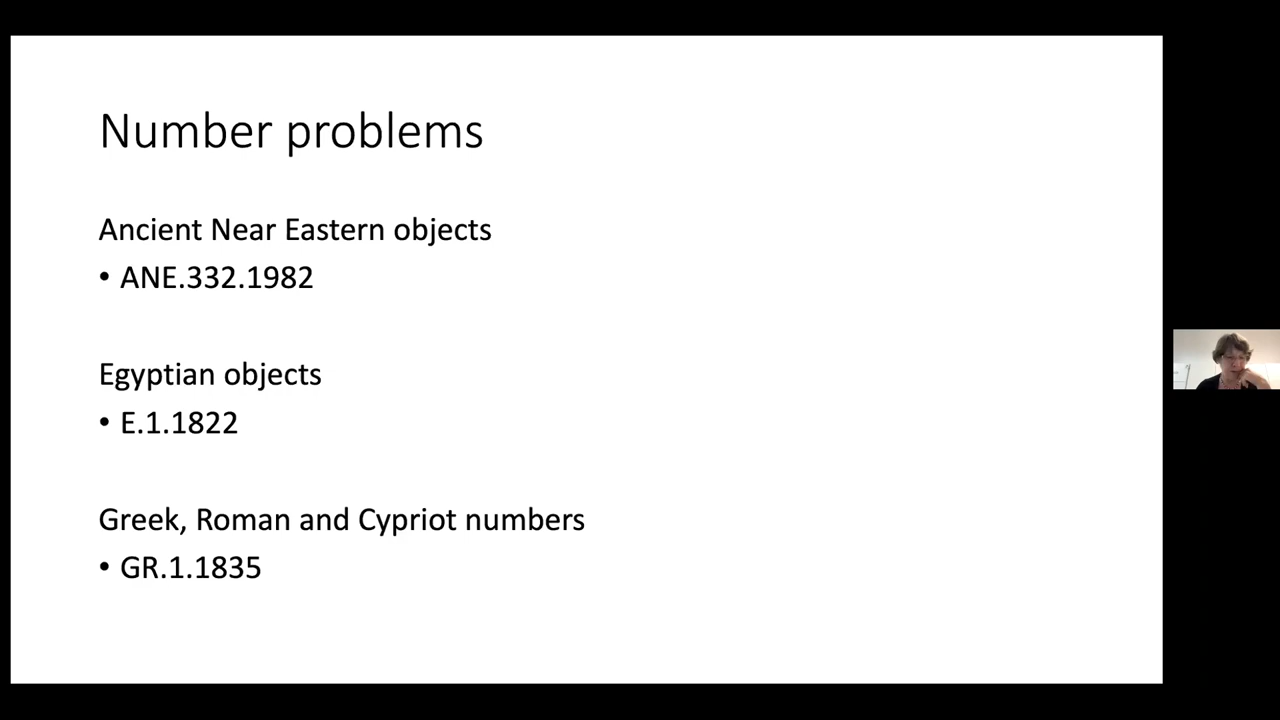 Number problems
Ancient Near Eastern objects
• ANE.332.1982
Egyptian objects
• E.1.1822
Greek, Roman and Cypriot numbers
• GR.1.1835